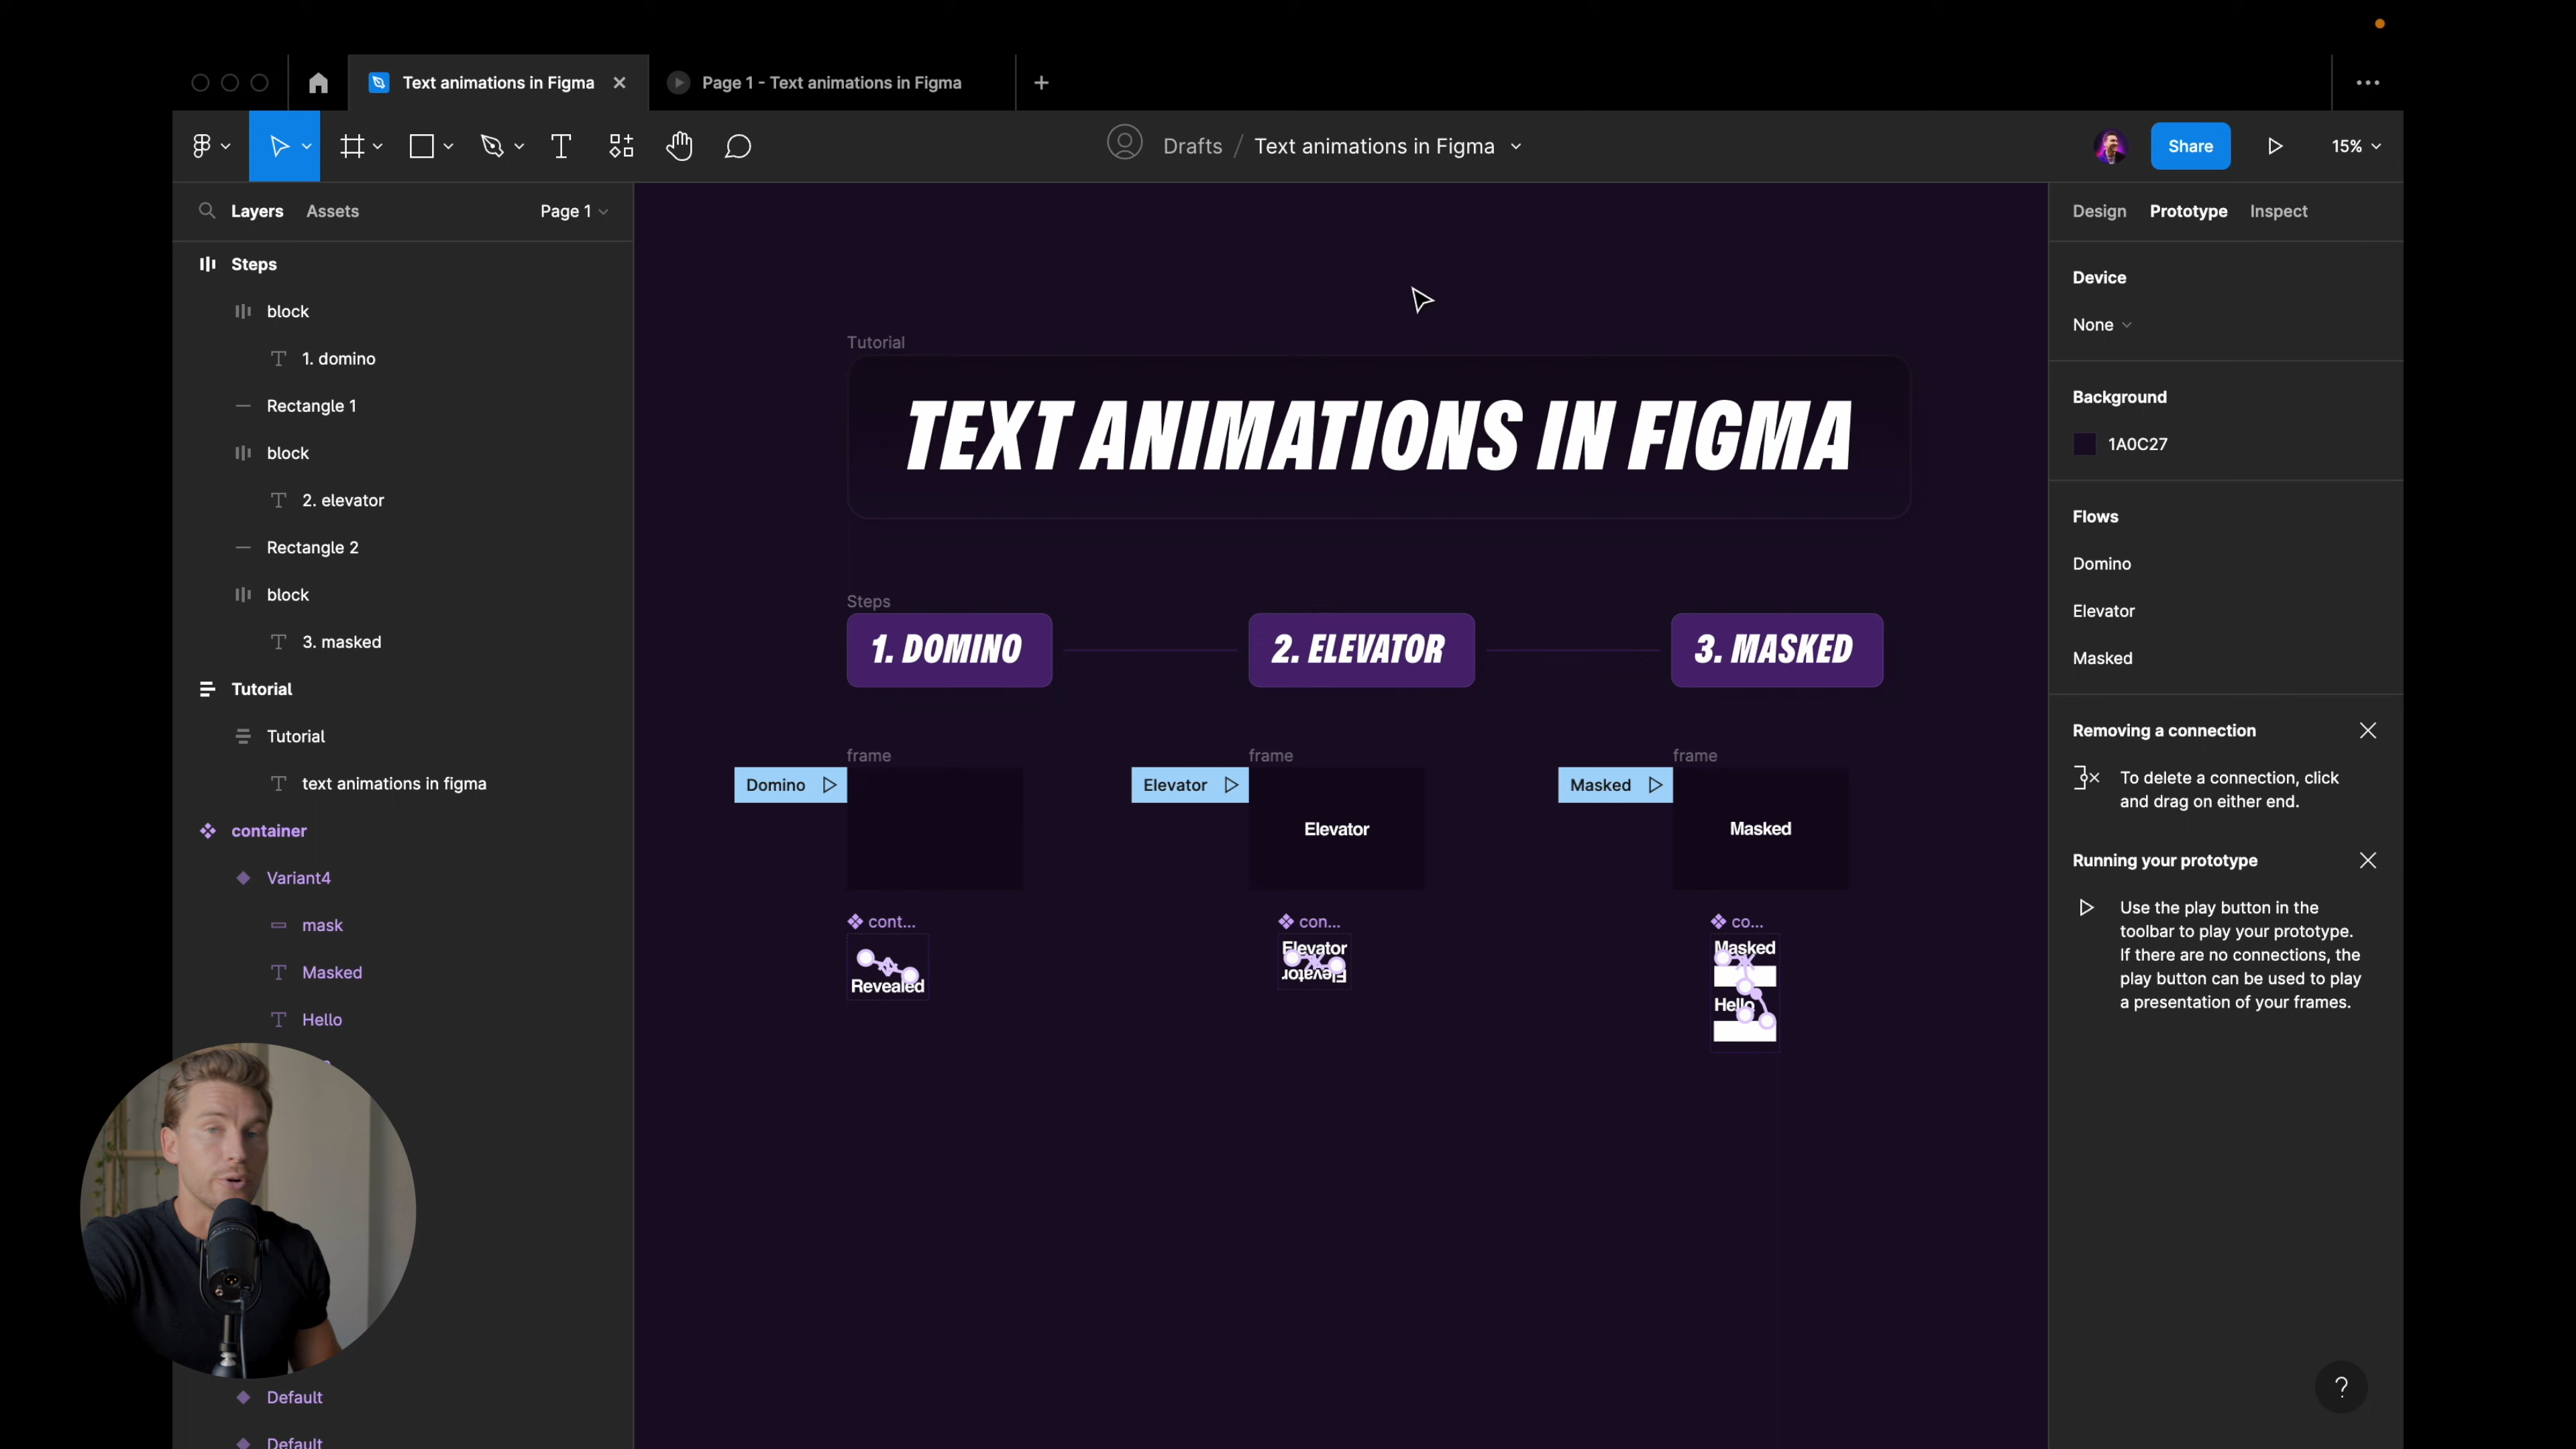 Text animations in Figma
Page 1 - Text animations in Figma
Drafts / Text animations in Figma
Share
15%
Layers
Assets
Page 1
Steps
block
1. domino
Rectangle 1
block
2. elevator
Rectangle 2
block
3. masked
Tutorial
Tutorial
text animations in figma
container
Variant4
mask
Masked
Hello
Default
Default
Tutorial
TEXT ANIMATIONS IN FIGMA
Steps
1. DOMINO
2. ELEVATOR
3. MASKED
frame
frame
frame
Domino
Elevator
Masked
Elevator
Masked
cont...
con...
co...
Revealed
Elevator
Elevator
Masked
Hello
Design
Prototype
Inspect
Device
None
Background
1A0C27
Flows
Domino
Elevator
Masked
Removing a connection
To delete a connection, click
and drag on either end.
Running your prototype
Use the play button in the
toolbar to play your prototype.
If there are no connections, the
play button can be used to play
a presentation of your frames.
?